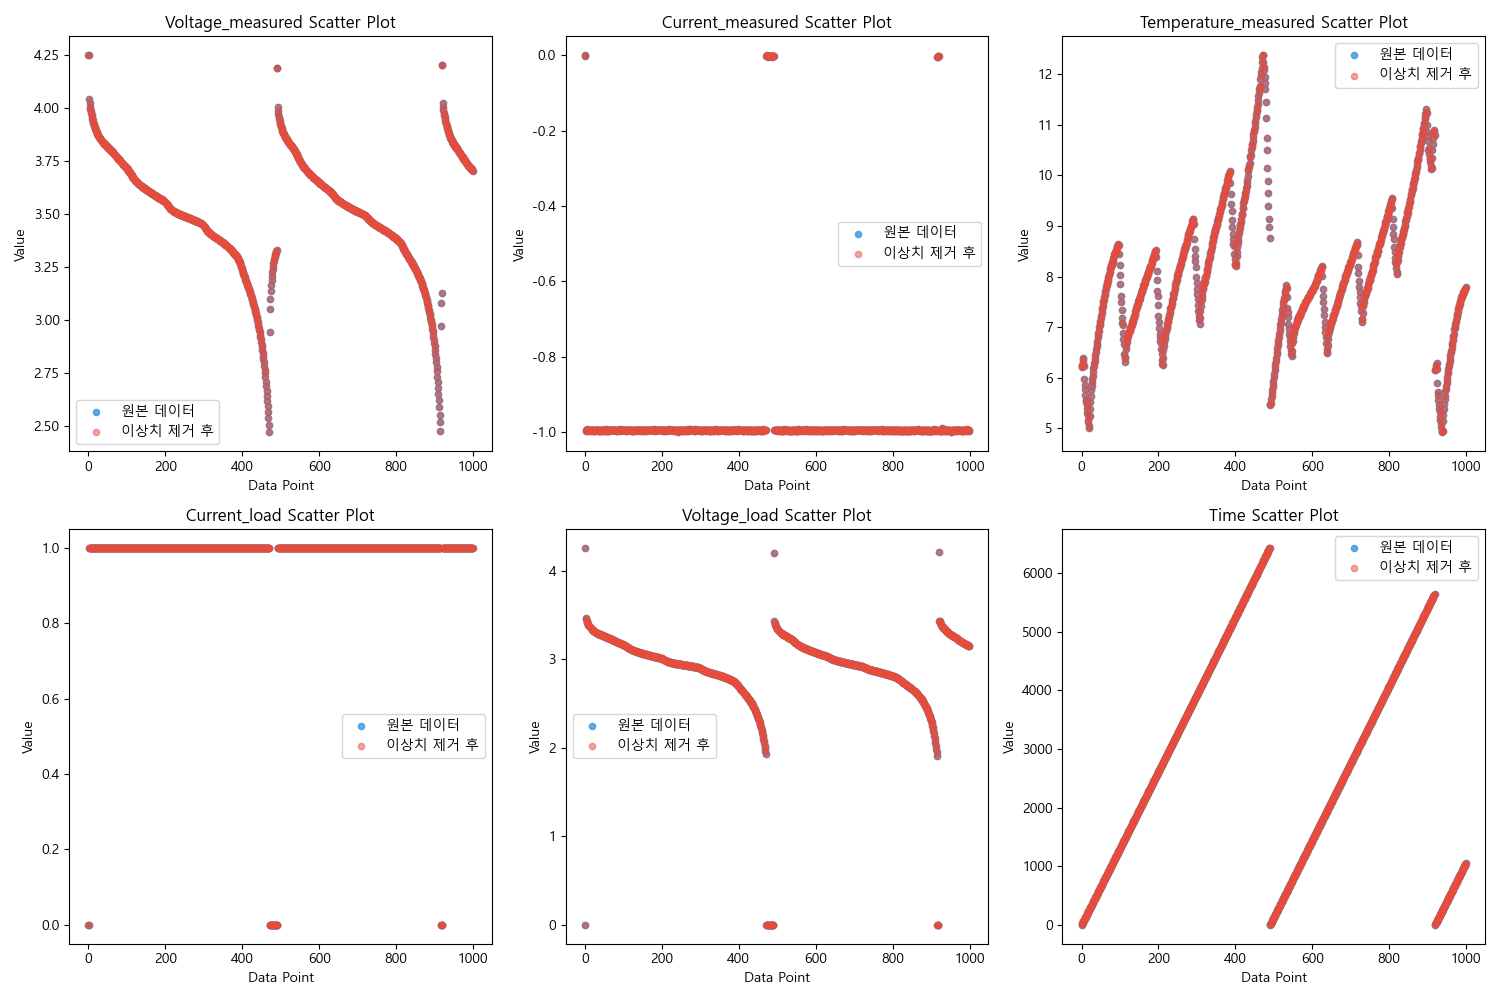 Voltage_measured Scatter Plot
Value
4.25
4.00
3.75
3.50
3.25
3.00
2.75
2.50
원본 데이터
이상치 제거 후
0 200 400 600 800 1000
Data Point
Current_measured Scatter Plot
Value
0.0
-0.2
-0.4
-0.6
-0.8
-1.0
원본 데이터
이상치 제거 후
0 200 400 600 800 1000
Data Point
Temperature_measured Scatter Plot
Value
12
11
10
9
8
7
6
5
원본 데이터
이상치 제거 후
0 200 400 600 800 1000
Data Point
Current_load Scatter Plot
Value
1.0
0.8
0.6
0.4
0.2
0.0
원본 데이터
이상치 제거 후
0 200 400 600 800 1000
Data Point
Voltage_load Scatter Plot
Value
4
3
2
1
0
원본 데이터
이상치 제거 후
0 200 400 600 800 1000
Data Point
Time Scatter Plot
Value
6000
5000
4000
3000
2000
1000
0
원본 데이터
이상치 제거 후
0 200 400 600 800 1000
Data Point